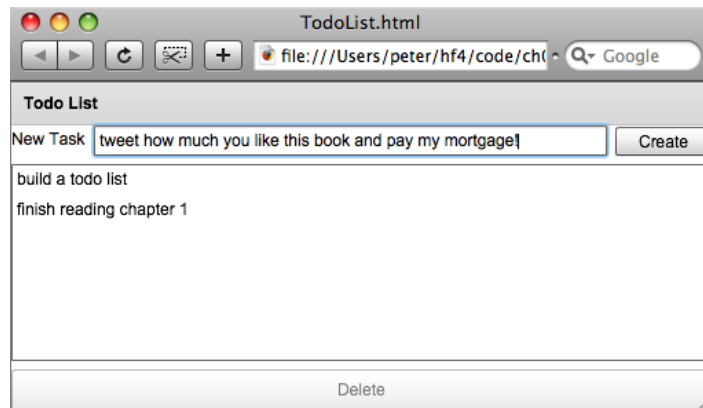 TodoList.html
file:///Users/peter/hf4/code/ch
Google
Todo List
New Task tweet how much you like this book and pay my mortgage! Create
build a todo list
finish reading chapter 1
Delete